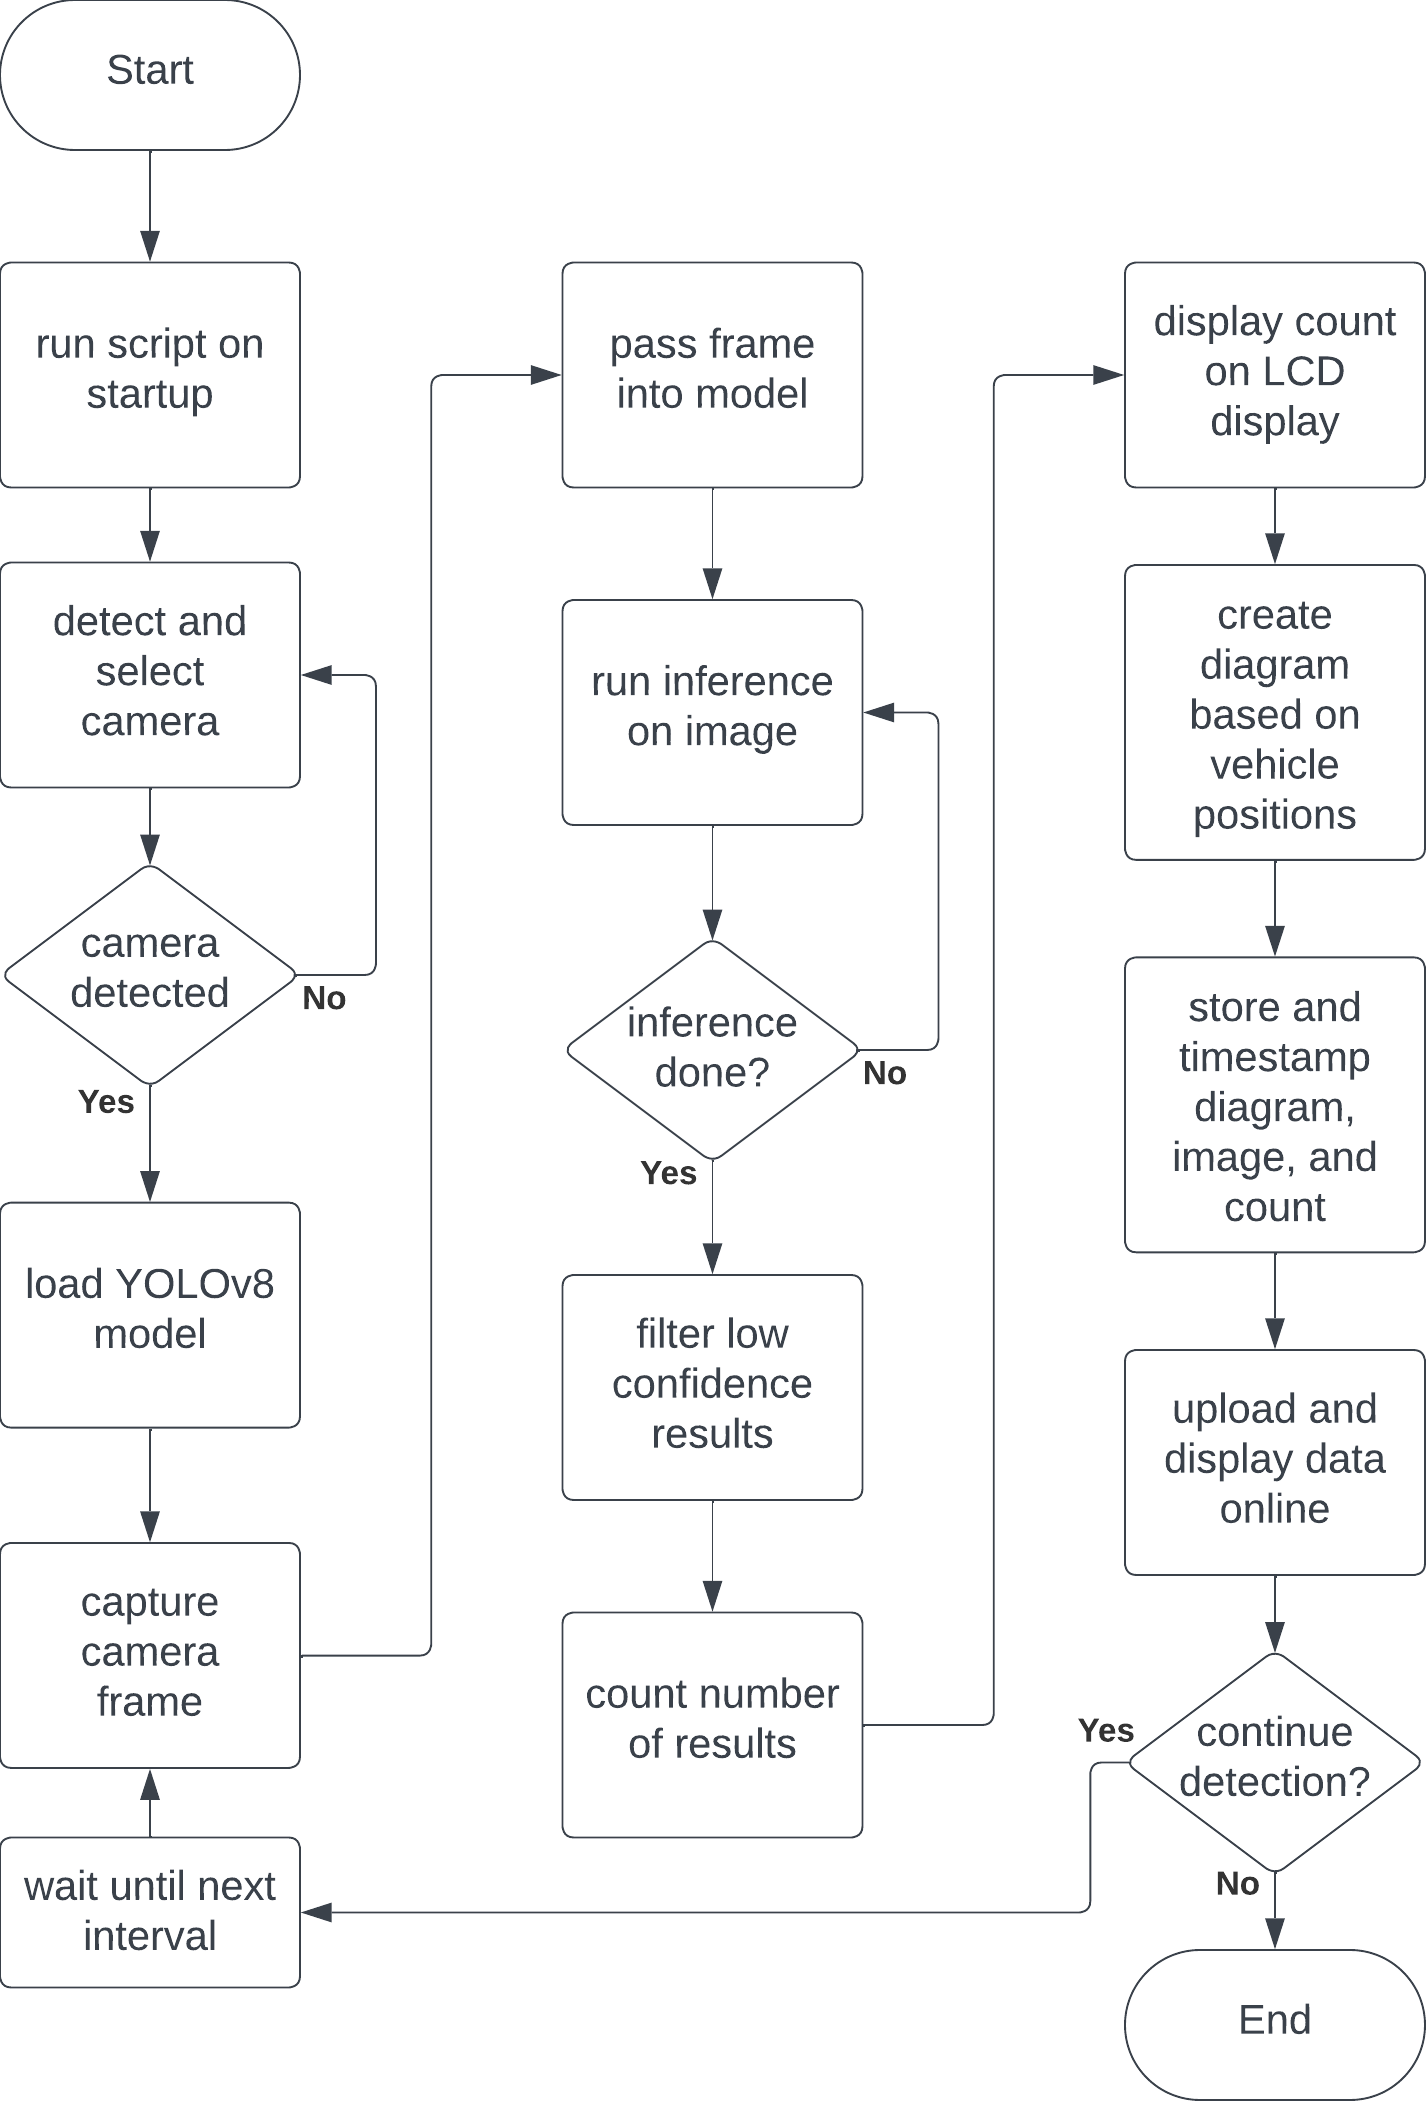 Start
run script on
startup
detect and
select
camera
camera
detected
No
Yes
load YOLOv8
model
capture
camera
frame
wait until next
interval
pass frame
into model
run inference
on image
inference
done?
No
Yes
filter low
confidence
results
count number
of results
display count
on LCD
display
create
diagram
based on
vehicle
positions
store and
timestamp
diagram,
image, and
count
upload and
display data
online
continue
detection?
Yes
No
End